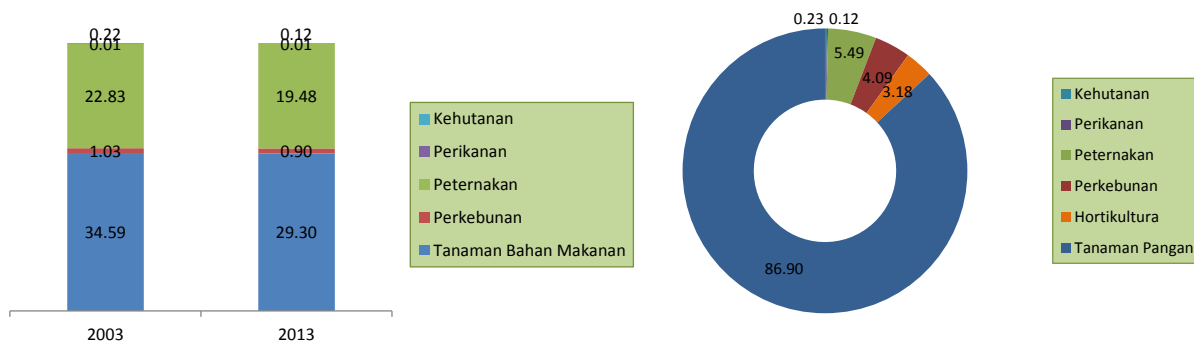 0.22
0.01
22.83
1.03
34.59
2003
0.12
0.01
19.48
0.90
29.30
2013
Kehutanan
Perikanan
Peternakan
Perkebunan
Tanaman Bahan Makanan
0.23 0.12
5.49
4.09
3.18
86.90
Kehutanan
Perikanan
Peternakan
Perkebunan
Hortikultura
Tanaman Pangan